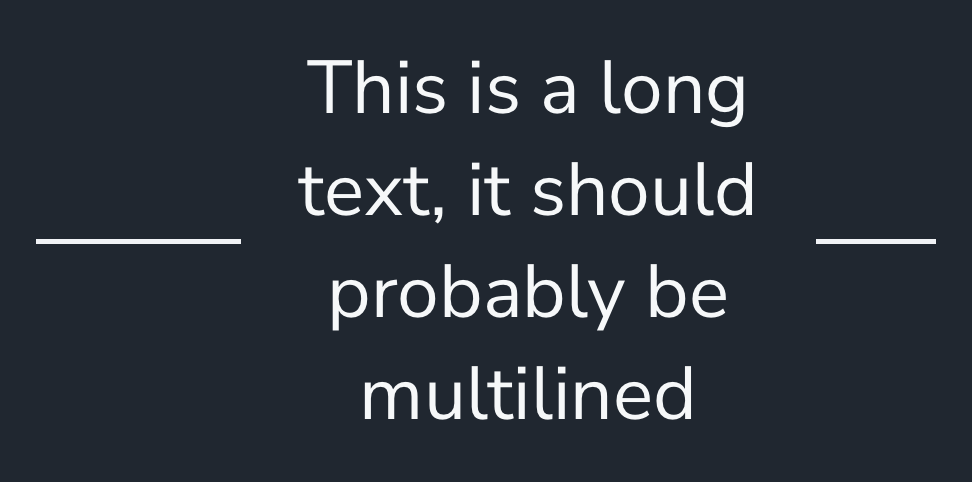 This is a long
text, it should
probably be
multilined